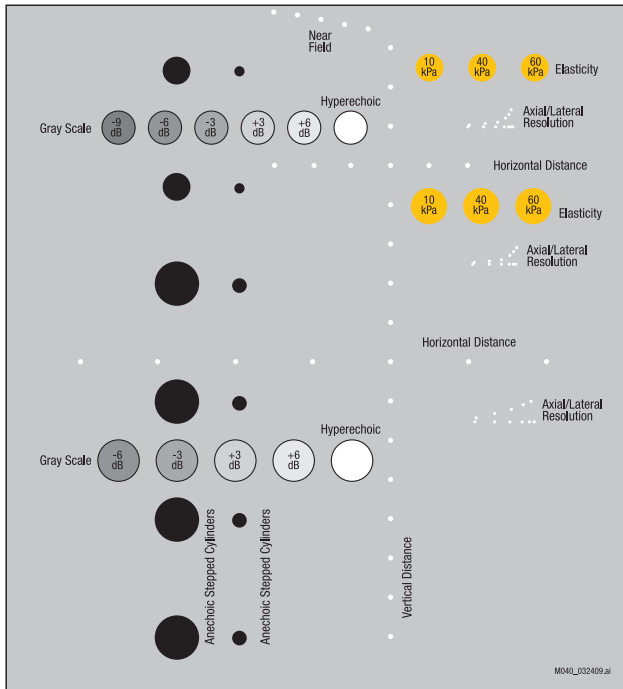 Near
Field
10
kPa
40
kPa
60
kPa
Elasticity
Hyperechoic
Gray Scale
-9
dB
-6
dB
-3
dB
+3
dB
+6
dB
Axial/Lateral
Resolution
Horizontal Distance
10
kPa
40
kPa
60
kPa
Elasticity
Axial/Lateral
Resolution
Horizontal Distance
Axial/Lateral
Resolution
Hyperechoic
Gray Scale
-6
dB
-3
dB
+3
dB
+6
dB
Anechoic Stepped Cylinders
Anechoic Stepped Cylinders
Vertical Distance
M040_032409.ai